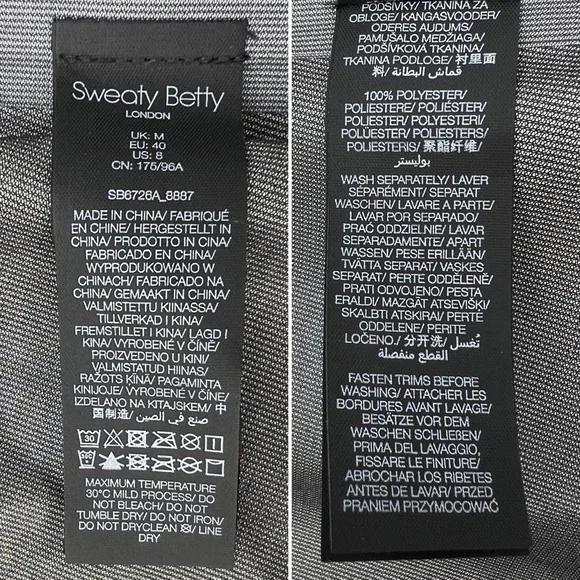 Sweaty Betty
LONDON
UK: M
EU: 40
US: 8
CN: 175/96A
SB6726A_8887
MADE IN CHINA/ FABRIQUÉ
EN CHINE/ HERGESTELLT IN
CHINA/ PRODOTTO IN CINA/
FABRICADO EN CHINA/
WYPRODUKOWANO W
CHINACH/ FABRICADO NA
CHINA/ GEMAAKT IN CHINA/
VALMISTETTU KIINASSA/
TILLVERKAD I KINA/
FREMSTILLET I KINA/ LAGD I
KINA/ VYROBENÉ V ČÍNĚ/
PROIZVEDENO U KINI/
VALMISTATUD HIINAS/
RAŽOTS ĶĪNĀ/ PAGAMINTA
KINIJOJE/ VYROBENÉ V ČÍNE/
IZDELANO NA KITAJSKEM/ 中
国制造/ صنع في الصين
30
MAXIMUM TEMPERATURE
30°C MILD PROCESS/ DO
NOT BLEACH/ DO NOT
TUMBLE DRY/ DO NOT IRON/
DO NOT DRYCLEAN/ LINE
DRY
PODŠÍVKY/ TKANINA ZA
OBLOGE/ KANGASVOODER/
ODERES AUDUMS/
PAMUŠALO MEDŽIAGA/
PODŠÍVKOVÁ TKANINA/
TKANINA PODLOGE/ 衬里面
料/ قماش البطانة
100% POLYESTER/
POLIESTERE/ POLIÉSTER/
POLIESTER/ POLYESTERI/
POLÜESTER/ POLIESTERS/
POLIESTERIS/ 聚酯纤维/
بوليستر
WASH SEPARATELY/ LAVER
SÉPARÉMENT/ SEPARAT
WASCHEN/ LAVARE A PARTE/
LAVAR POR SEPARADO/
PRAĆ ODDZIELNIE/ LAVAR
SEPARADAMENTE/ APART
WASSEN/ PESE ERILLÄÄN/
TVÄTTA SEPARAT/ VASKES
SEPARAT/ PERTE ODDĚLENĚ/
PRATI ODVOJENO/ PESTA
ERALDI/ MAZGĀT ATSEVIŠĶI/
SKALBTI ATSKIRAI/ PERTE
ODDELENE/ PERITE
LOČENO/ 分开洗/ تُغسل
القطع منفصلة
FASTEN TRIMS BEFORE
WASHING/ ATTACHER LES
BORDURES AVANT LAVAGE/
BESÄTZE VOR DEM
WASCHEN SCHLIEẞEN/
PRIMA DEL LAVAGGIO,
FISSARE LE FINITURE/
ABROCHAR LOS RIBETES
ANTES DE LAVAR/ PRZED
PRANIEM PRZYMOCOWAĆ/